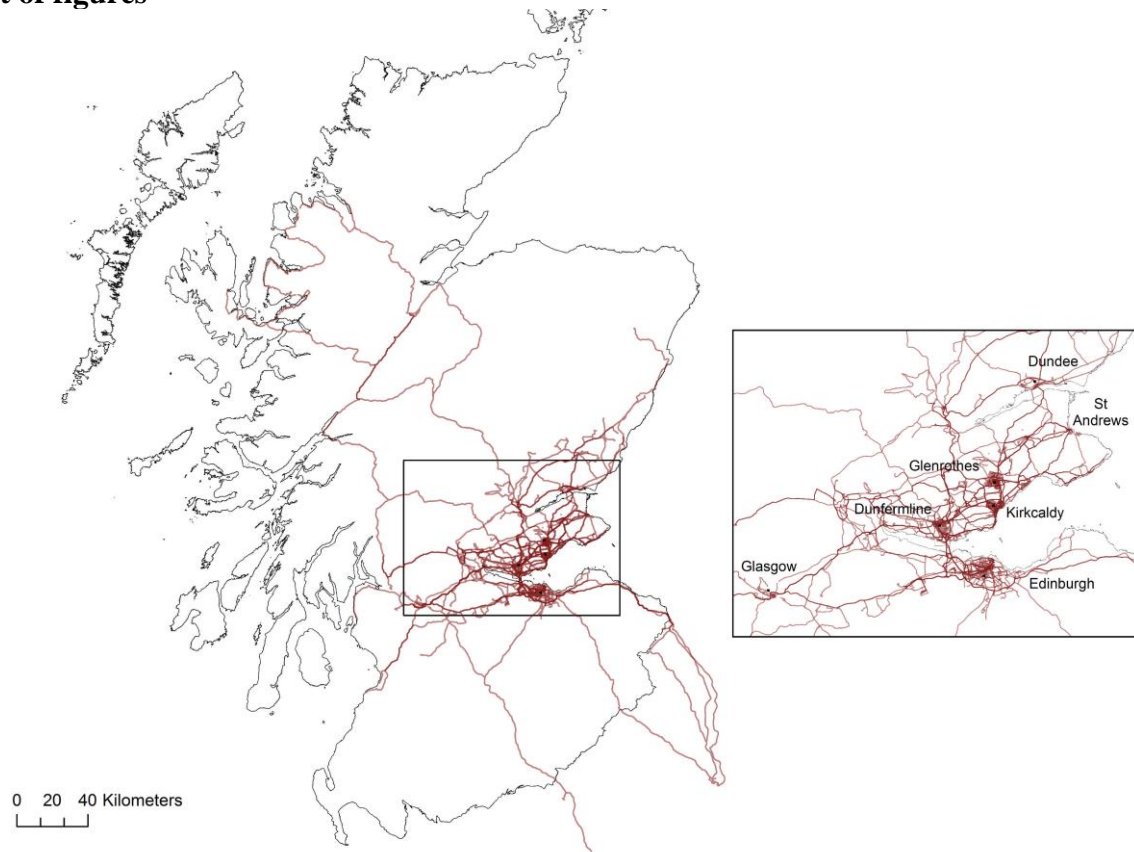 t of figures
Dundee
St
Andrews
Glenrothes
Dunfermline
Kirkcaldy
Glasgow
Edinburgh
0 20 40 Kilometers